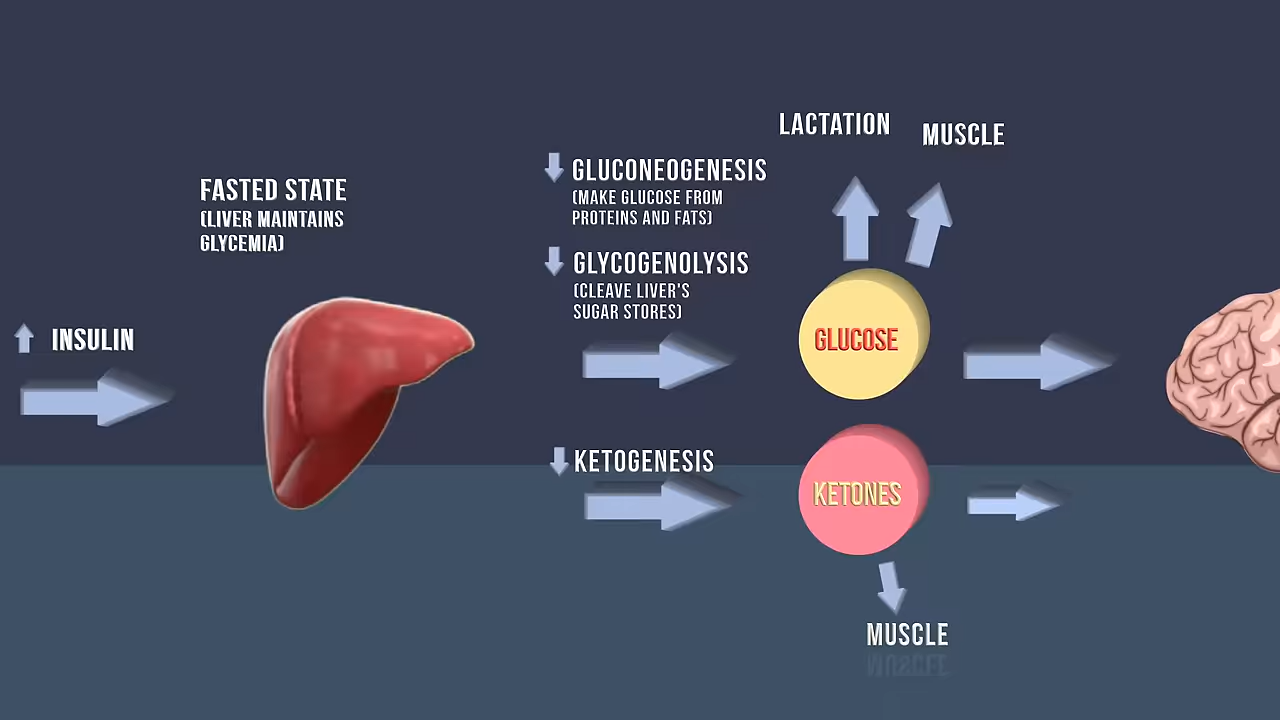 LACTATION
MUSCLE
GLUCONEOGENESIS
(MAKE GLUCOSE FROM
PROTEINS AND FATS)
FASTED STATE
(LIVER MAINTAINS
GLYCEMIA)
GLYCOGENOLYSIS
(CLEAVE LIVER'S
SUGAR STORES)
INSULIN
GLUCOSE
KETOGENESIS
KETONES
MUSCLE